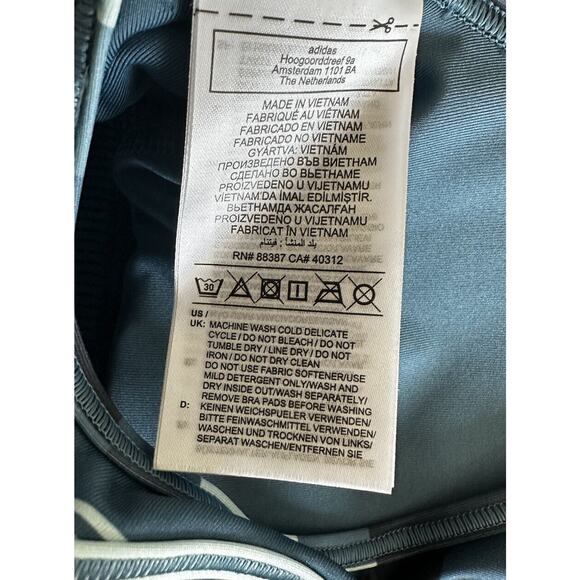 adidas
Hoogoorddreef 9a
Amsterdam 1101 BA
The Netherlands
MADE IN VIETNAM
FABRIQUÉ AU VIETNAM
FABRICADO EN VIETNAM
FABRICADO NO VIETNAME
GYÁRTVA: VIETNÁM
ПРОИЗВЕДЕНО ВЪВ ВИЕТНАМ
СДЕЛАНО ВО ВЬЕТНАМЕ
PROIZVEDENO U VIJETNAMU
VIETNAM'DA İMAL EDİLMİŞTİR.
ВЬЕТНАМДА ЖАСАЛҒАН
PROIZVEDENO U VIJETNAMU
FABRICAT ÎN VIETNAM
بلد المنشأ : فيتنام
RN# 88387 CA# 40312
30
US /
UK: MACHINE WASH COLD DELICATE
CYCLE / DO NOT BLEACH / DO NOT
TUMBLE DRY / LINE DRY / DO NOT
IRON / DO NOT DRY CLEAN
DO NOT USE FABRIC SOFTENER/USE
MILD DETERGENT ONLY/WASH AND
DRY INSIDE OUT/WASH SEPARATELY/
REMOVE BRA PADS BEFORE WASHING
D: KEINEN WEICHSPUELER VERWENDEN/
BITTE FEINWASCHMITTEL VERWENDEN/
WASCHEN UND TROCKNEN VON LINKS/
SEPARAT WASCHEN/ENTFERNEN SIE